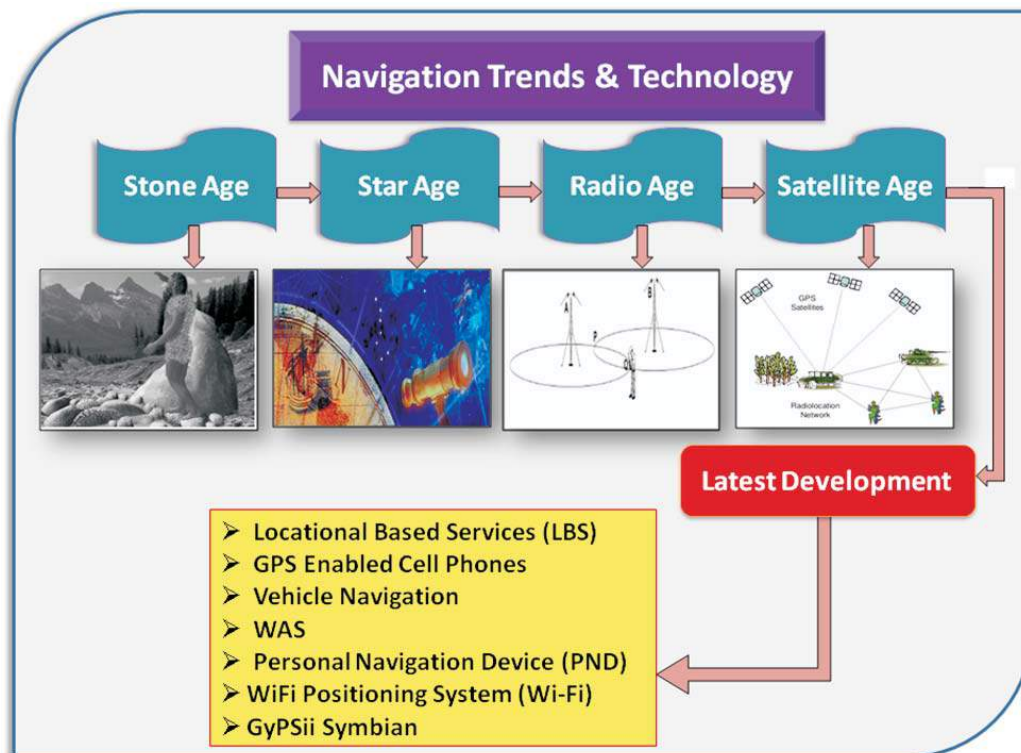 Navigation Trends & Technology
Stone Age
Star Age
Radio Age
Satellite Age
GPS
Satellites
Radiolocation
Network
Latest Development
Locational Based Services (LBS)
GPS Enabled Cell Phones
Vehicle Navigation
WAS
Personal Navigation Device (PND)
WiFi Positioning System (Wi-Fi)
GyPSii Symbian